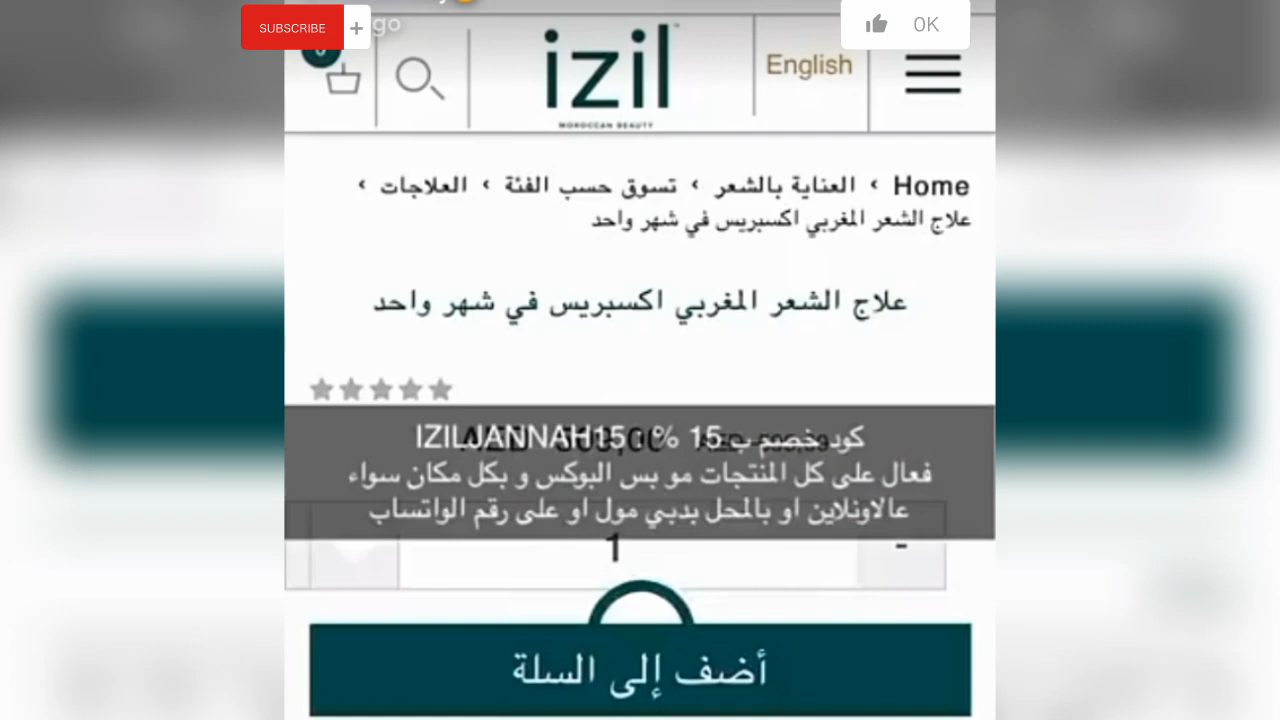 SUBSCRIBE
+
go
0K
izil
MOROCCAN BEAUTY
English
Home › العناية بالشعر › تسوق حسب الفئة › العلاجات ›
علاج الشعر المغربي اكسبريس في شهر واحد
علاج الشعر المغربي اكسبريس في شهر واحد
كود خصم ب 15 % : IZILJANNAH15
فعال على كل المنتجات مو بس البوكس و بكل مكان سواء
عالاونلاين او بالمحل بدبي مول او على رقم الواتساب
1
-
أضف إلى السلة